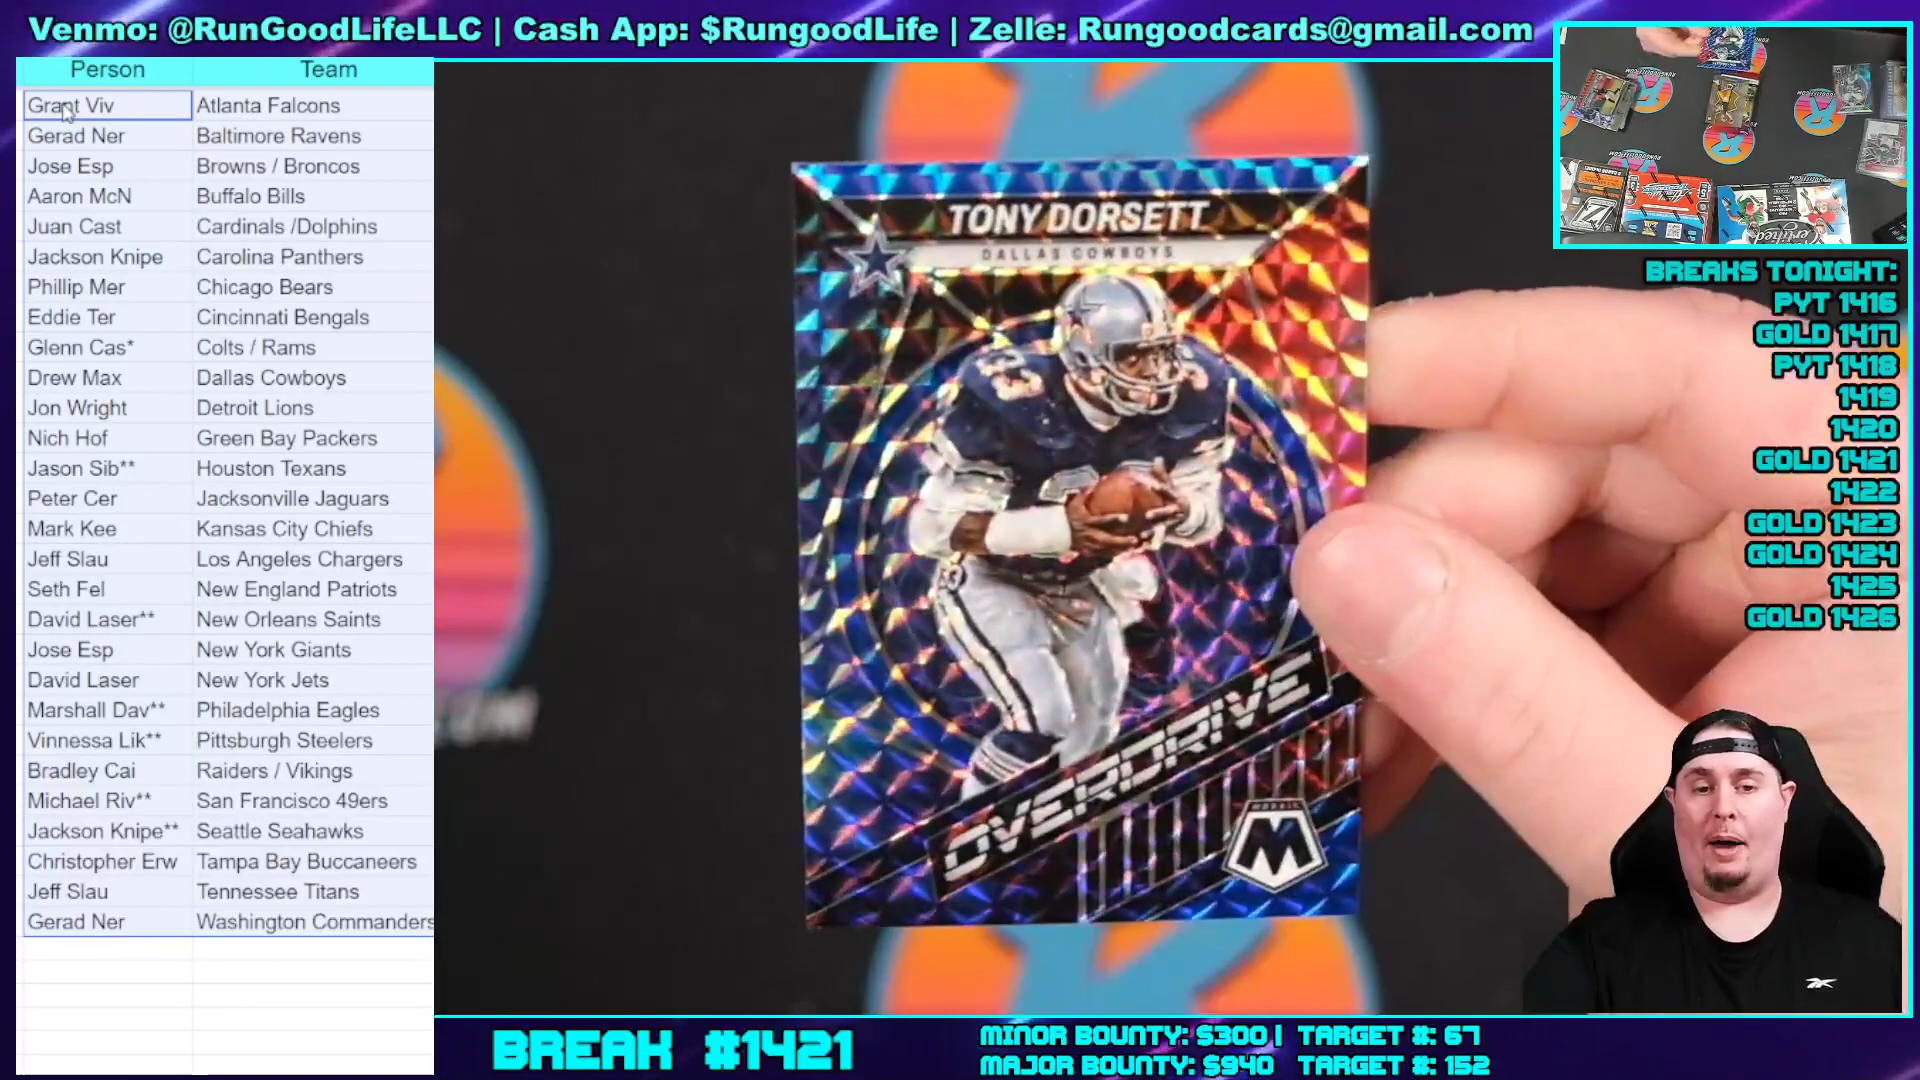 Venmo: @RunGoodLifeLLC | Cash App: $RungoodLife | Zelle: Rungoodcards@gmail.com
Person Team
Grant Viv Atlanta Falcons
Gerad Ner Baltimore Ravens
Jose Esp Browns / Broncos
Aaron McN Buffalo Bills
Juan Cast Cardinals /Dolphins
Jackson Knipe Carolina Panthers
Phillip Mer Chicago Bears
Eddie Ter Cincinnati Bengals
Glenn Cas* Colts / Rams
Drew Max Dallas Cowboys
Jon Wright Detroit Lions
Nich Hof Green Bay Packers
Jason Sib** Houston Texans
Peter Cer Jacksonville Jaguars
Mark Kee Kansas City Chiefs
Jeff Slau Los Angeles Chargers
Seth Fel New England Patriots
David Laser** New Orleans Saints
Jose Esp New York Giants
David Laser New York Jets
Marshall Dav** Philadelphia Eagles
Vinnessa Lik** Pittsburgh Steelers
Bradley Cai Raiders / Vikings
Michael Riv** San Francisco 49ers
Jackson Knipe** Seattle Seahawks
Christopher Erw Tampa Bay Buccaneers
Jeff Slau Tennessee Titans
Gerad Ner Washington Commanders
TONY DORSETT
DALLAS COWBOYS
33
OVERDRIVE
MOSAIC
M
BREAKS TONIGHT:
PYT 1416
GOLD 1417
PYT 1418
1419
1420
GOLD 1421
1422
GOLD 1423
GOLD 1424
1425
GOLD 1426
BREAK #1421
MINOR BOUNTY: $300 | TARGET #: 67
MAJOR BOUNTY: $940 TARGET #: 152